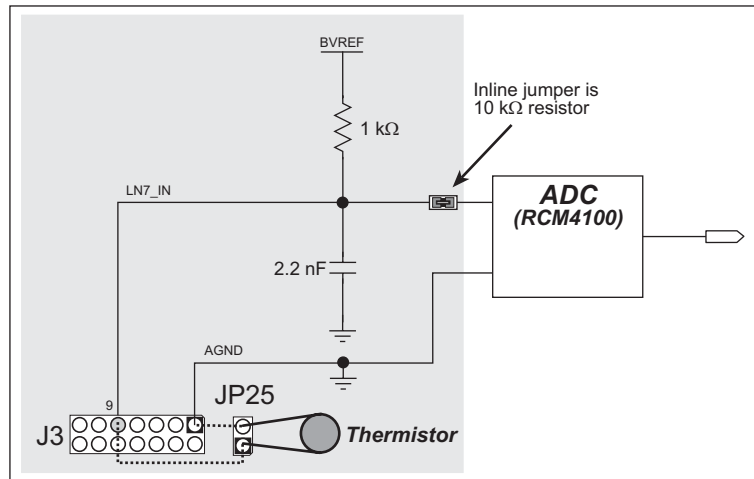 BVREF
Inline jumper is
10 kΩ resistor
1 kΩ
LN7_IN
ADC
(RCM4100)
2.2 nF
AGND
9
JP25
J3
Thermistor